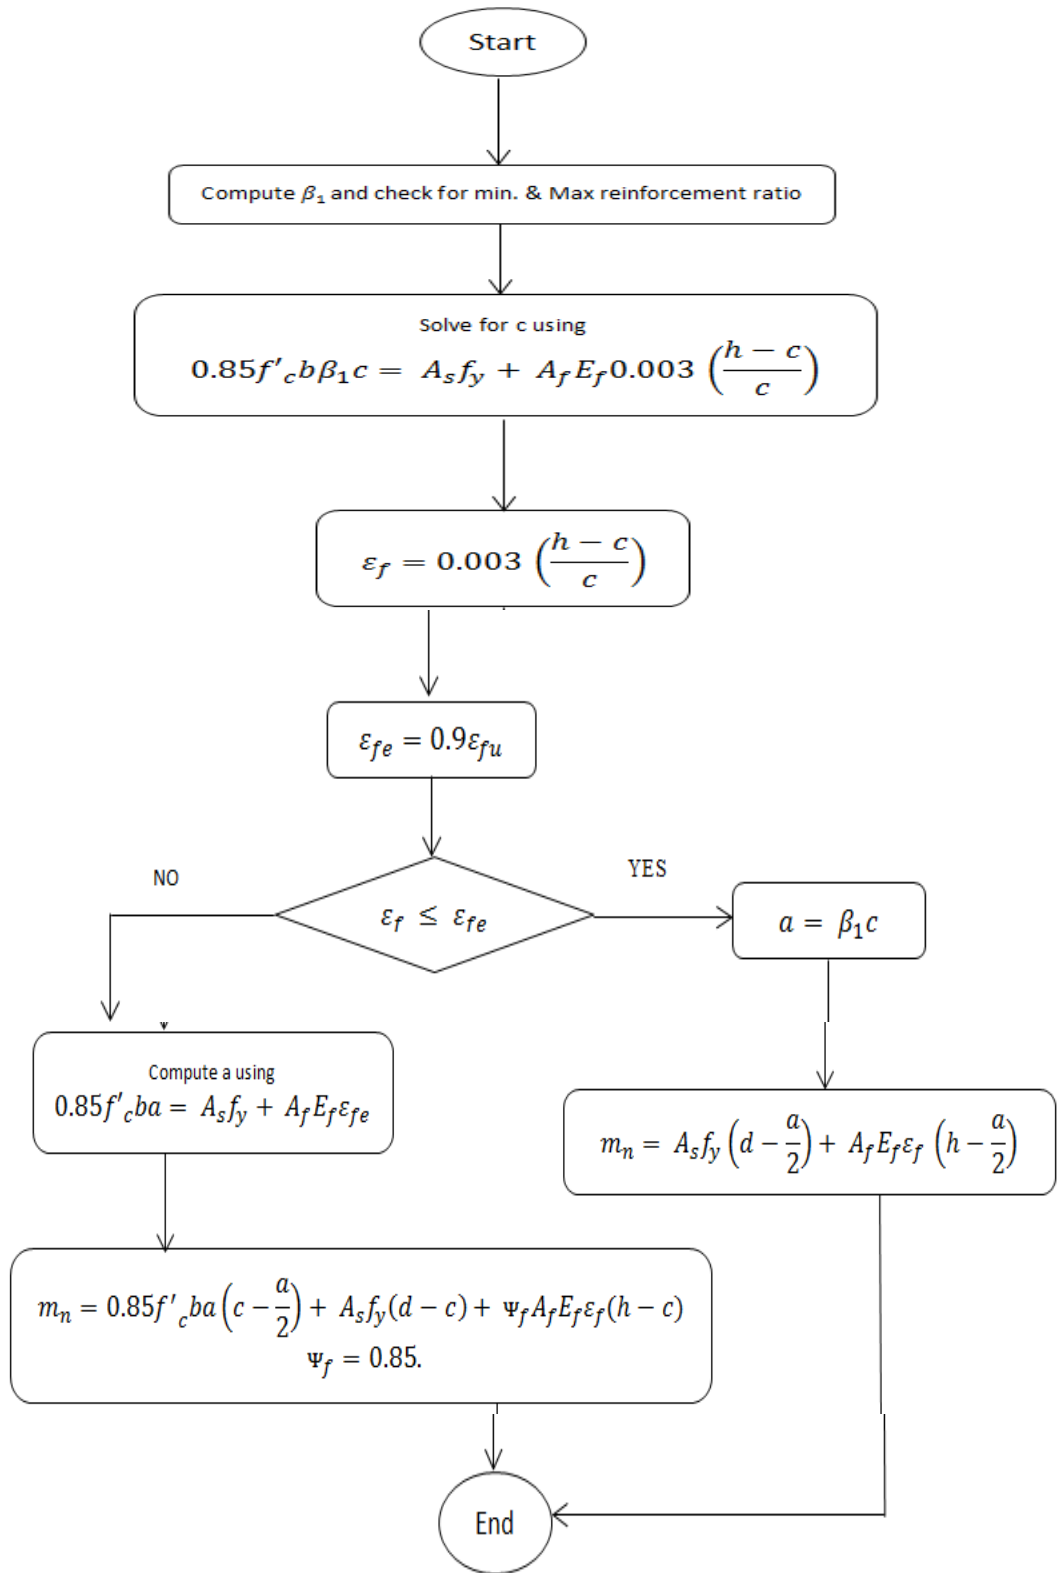 Start
Compute β₁ and check for min. & Max reinforcement ratio
Solve for c using
0.85f'_c bβ₁c = A_s f_y + A_f E_f 0.003 ((h − c)/c)
ε_f = 0.003 ((h − c)/c)
ε_fe = 0.9ε_fu
NO
YES
ε_f ≤ ε_fe
a = β₁c
Compute a using
0.85f'_c ba = A_s f_y + A_f E_f ε_fe
m_n = A_s f_y (d − a/2) + A_f E_f ε_f (h − a/2)
m_n = 0.85f'_c ba (c − a/2) + A_s f_y (d − c) + Ψ_f A_f E_f ε_f (h − c)
Ψ_f = 0.85.
End